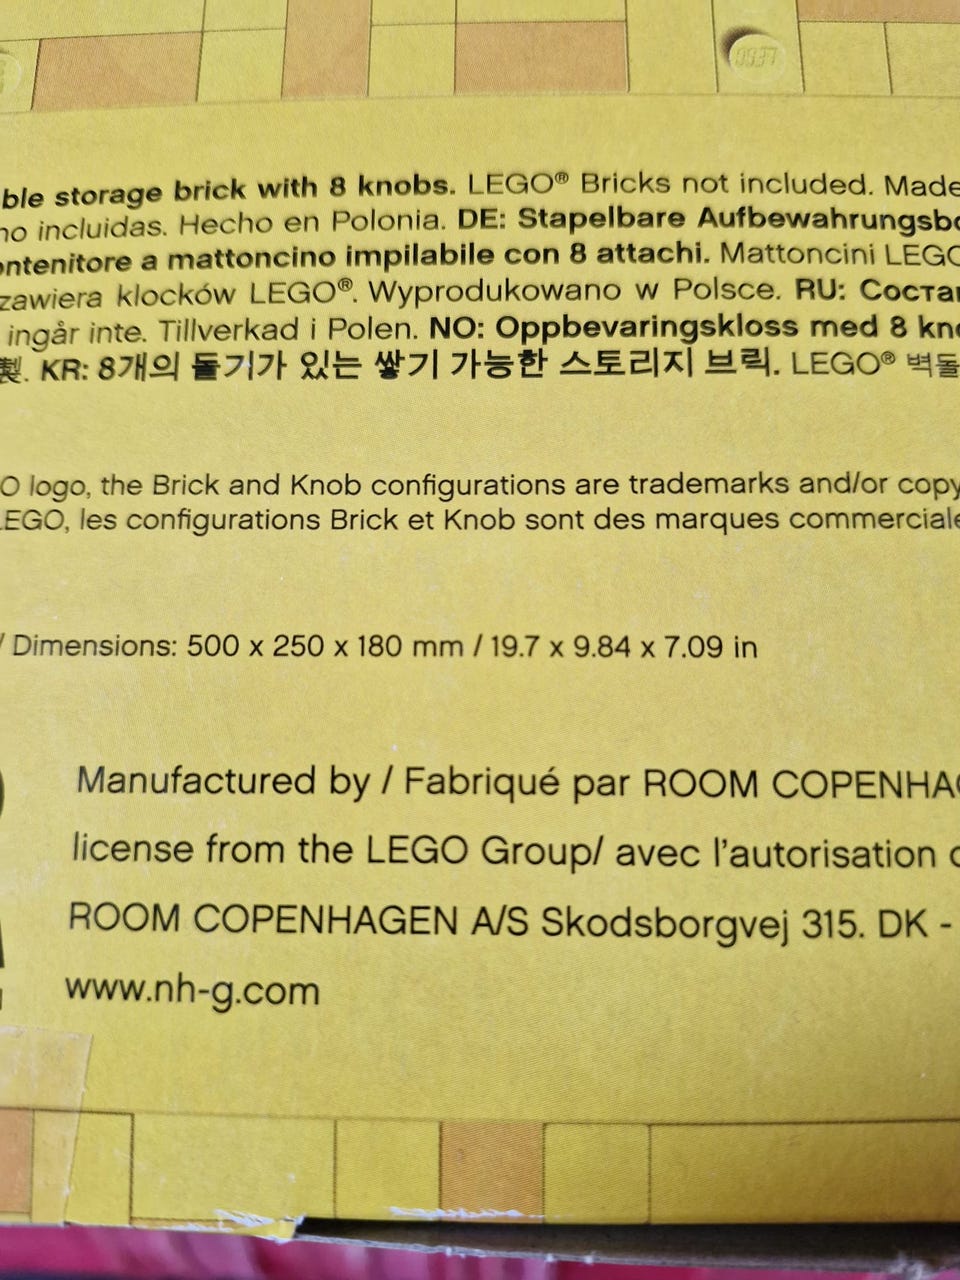 LEGO
ble storage brick with 8 knobs. LEGO® Bricks not included. Made
no incluidas. Hecho en Polonia. DE: Stapelbare Aufbewahrungsbo
ontenitore a mattoncino impilabile con 8 attacchi. Mattoncini LEGO
zawiera klocków LEGO®. Wyprodukowano w Polsce. RU: Состав
ingår inte. Tillverkad i Polen. NO: Oppbevaringskloss med 8 kno
製. KR: 8개의 돌기가 있는 쌓기 가능한 스토리지 브릭. LEGO® 벽돌
O logo, the Brick and Knob configurations are trademarks and/or copy
LEGO, les configurations Brick et Knob sont des marques commerciale
/ Dimensions: 500 x 250 x 180 mm / 19.7 x 9.84 x 7.09 in
Manufactured by / Fabriqué par ROOM COPENHAG
license from the LEGO Group/ avec l'autorisation d
ROOM COPENHAGEN A/S Skodsborgvej 315. DK -
www.nh-g.com